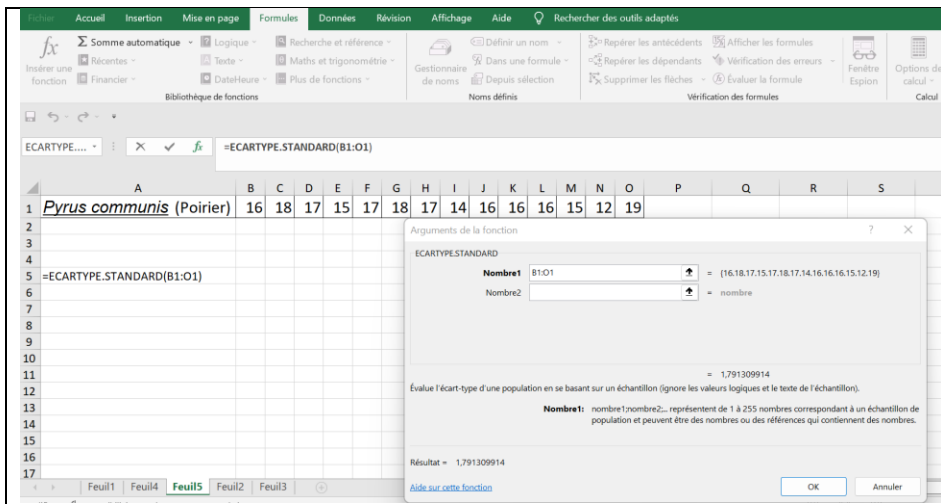 Fichier Accueil Insertion Mise en page Formules Données Révision Affichage Aide Rechercher des outils adaptés
fx
Insérer une fonction
Σ Somme automatique
Récentes
Financier
Logique
Texte
DateHeure
Recherche et référence
Maths et trigonométrie
Plus de fonctions
Bibliothèque de fonctions
Gestionnaire de noms
Définir un nom
Dans une formule
Depuis sélection
Noms définis
Repérer les antécédents
Repérer les dépendants
Supprimer les flèches
Afficher les formules
Vérification des erreurs
Évaluer la formule
Vérification des formules
Fenêtre Espion
Options de calcul
Calcul
ECARTYPE.... fx =ECARTYPE.STANDARD(B1:O1)
A B C D E F G H I J K L M N O P Q R S
1 Pyrus communis (Poirier) 16 18 17 15 17 18 17 14 16 16 16 15 12 19
2
3
4
5 =ECARTYPE.STANDARD(B1:O1)
6
7
8
9
10
11
12
13
14
15
16
17
Arguments de la fonction ?
ECARTYPE.STANDARD
Nombre1 B1:O1 = {16.18.17.15.17.18.17.14.16.16.16.15.12.19}
Nombre2 = nombre
= 1,791309914
Évalue l'écart-type d'une population en se basant sur un échantillon (ignore les valeurs logiques et le texte de l'échantillon).
Nombre1: nombre1;nombre2;... représentent de 1 à 255 nombres correspondant à un échantillon de
population et peuvent être des nombres ou des références qui contiennent des nombres.
Résultat = 1,791309914
Aide sur cette fonction OK Annuler
Feuil1 Feuil4 Feuil5 Feuil2 Feuil3